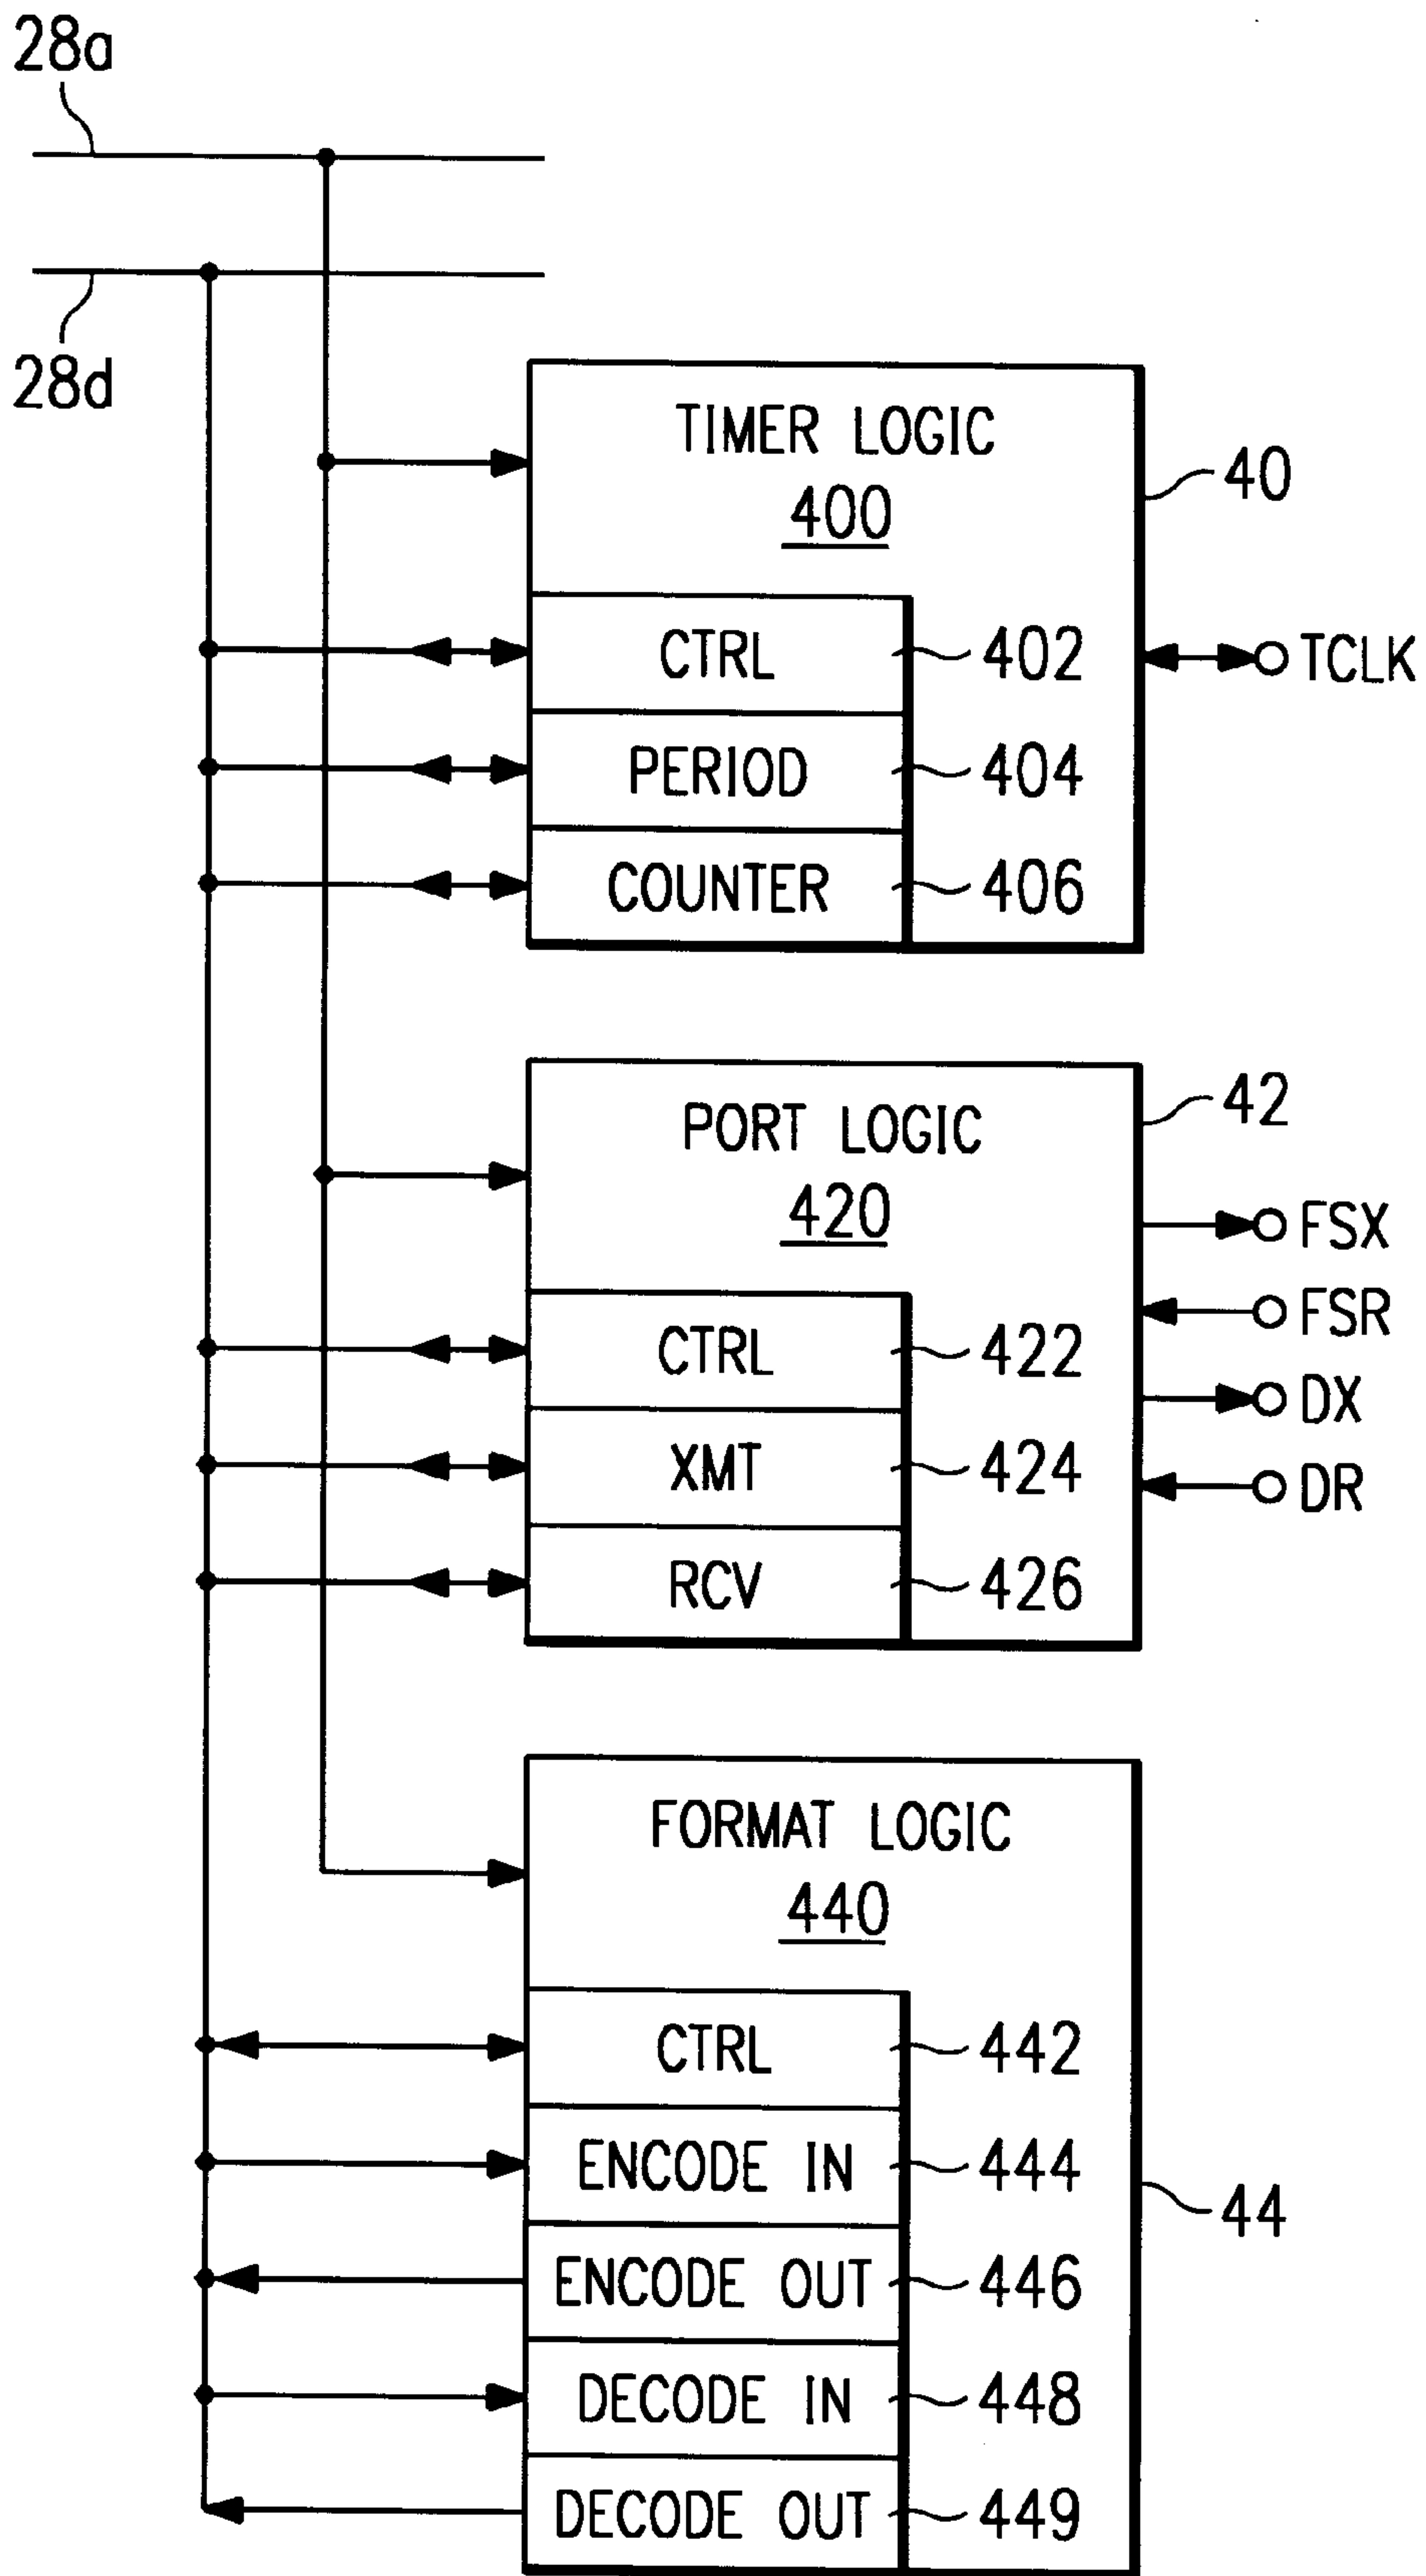 28a
28d
TIMER LOGIC
400
40
CTRL
402
TCLK
PERIOD
404
COUNTER
406
PORT LOGIC
420
42
FSX
FSR
CTRL
422
DX
XMT
424
DR
RCV
426
FORMAT LOGIC
440
CTRL
442
ENCODE IN
444
44
ENCODE OUT
446
DECODE IN
448
DECODE OUT
449